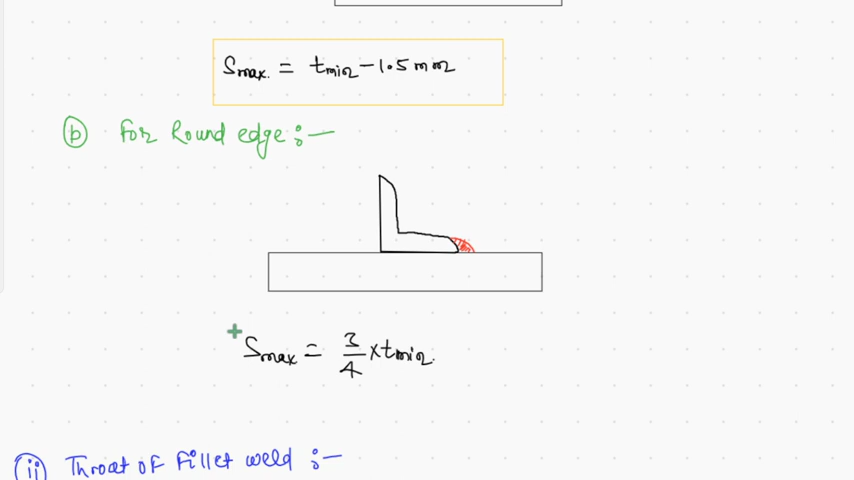 Smax. = tmin - 1.5 mm
(b) For Round edge :-
Smax = 3/4 x tmin.
(ii) Throat of Fillet weld :-